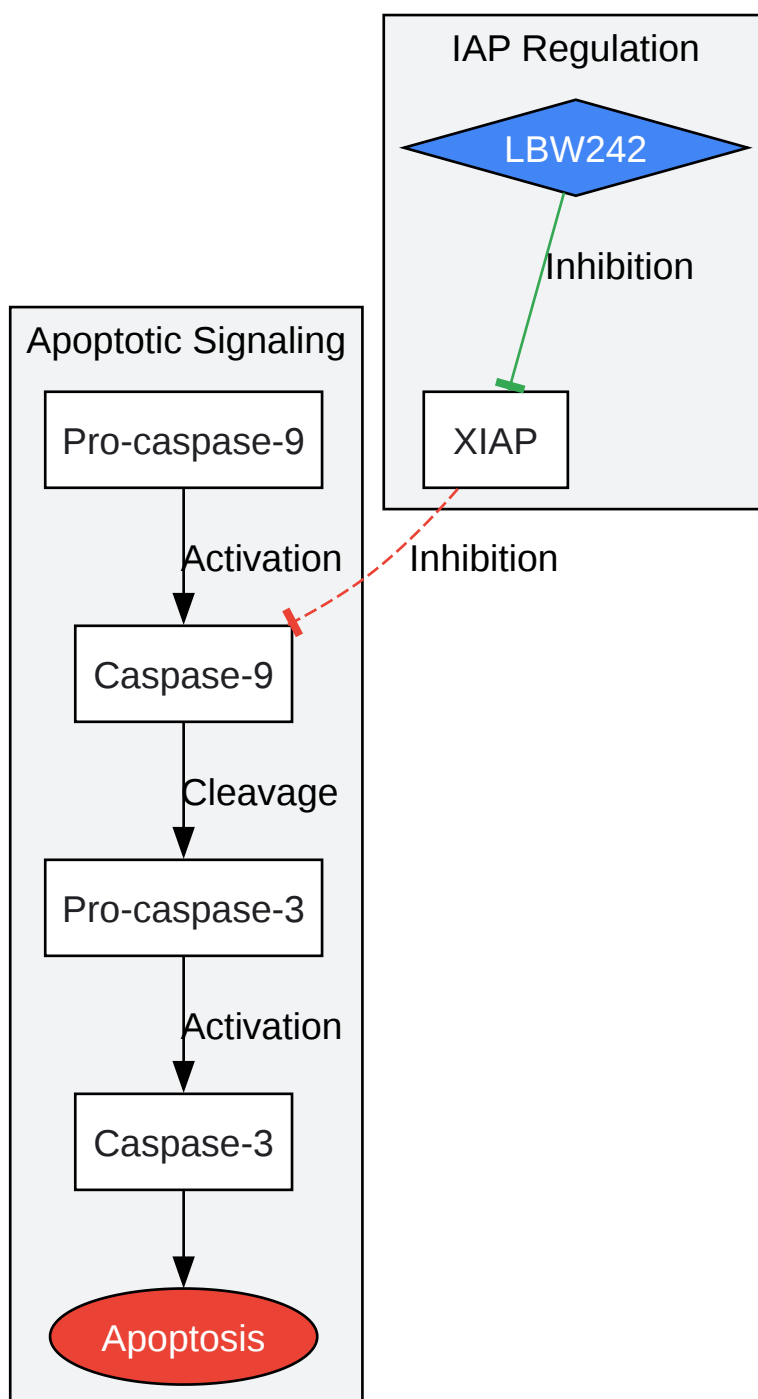 IAP Regulation
LBW242
Inhibition
XIAP
Inhibition
Apoptotic Signaling
Pro-caspase-9
Activation
Caspase-9
Cleavage
Pro-caspase-3
Activation
Caspase-3
Apoptosis